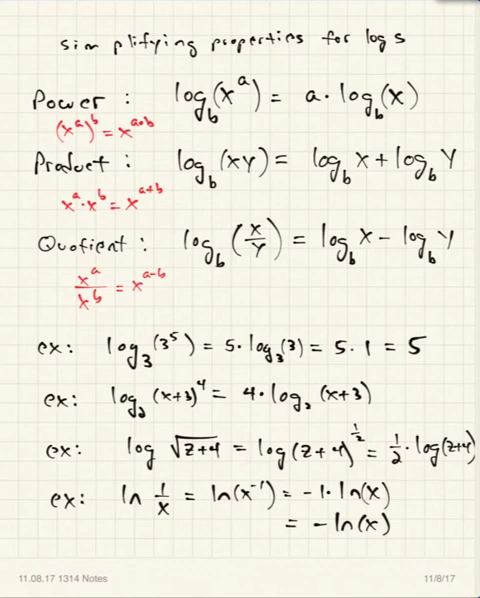 simplifying properties for logs
Power: log_b(x^a) = a·log_b(x)
(x^a)^b = x^{a·b}
Product: log_b(xy) = log_b x + log_b y
x^a · x^b = x^{a+b}
Quotient: log_b(x/y) = log_b x - log_b y
x^a/x^b = x^{a-b}
ex: log_3(3^5) = 5·log_3(3) = 5·1 = 5
ex: log_2(x+3)^4 = 4·log_2(x+3)
ex: log √(z+4) = log(z+4)^{1/2} = 1/2·log(z+4)
ex: ln 1/x = ln(x^{-1}) = -1·ln(x)
= -ln(x)
11.08.17 1314 Notes 11/8/17